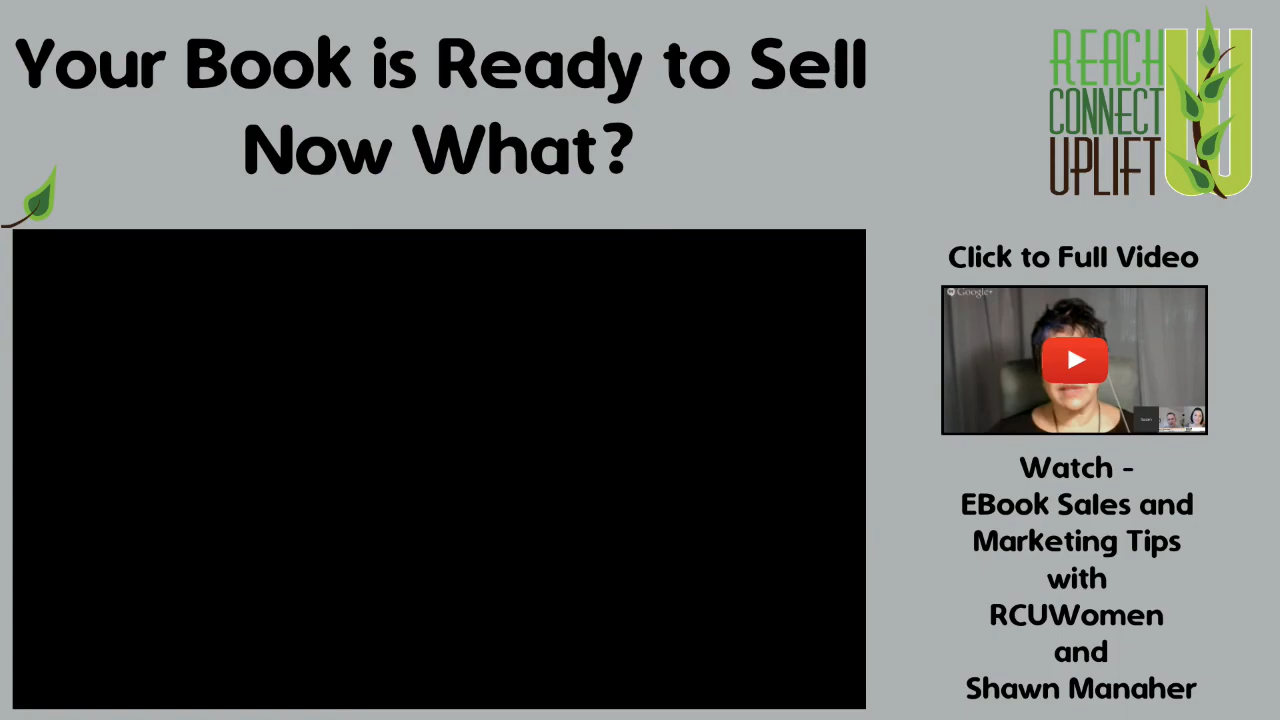 Your Book is Ready to Sell
Now What?
REACH
CONNECT
UPLIFT
Click to Full Video
Google+
Watch -
EBook Sales and
Marketing Tips
with
RCUWomen
and
Shawn Manaher